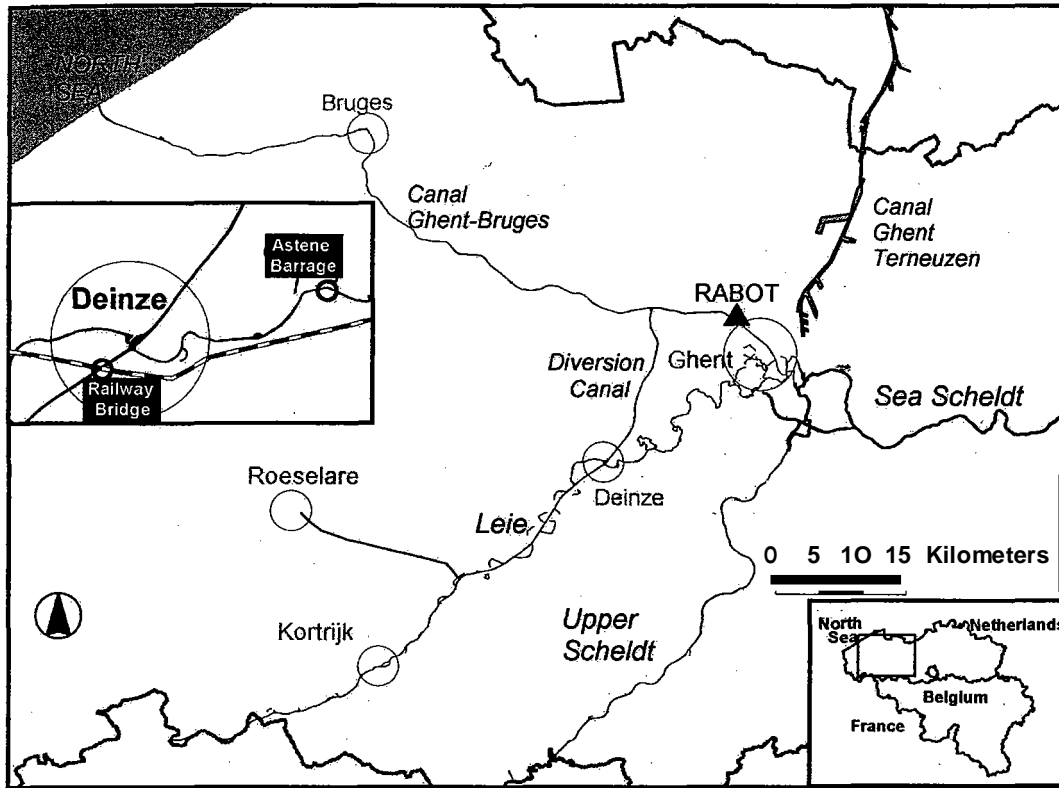 NORTH
SEA
Bruges
Canal
Ghent-Bruges
Canal
Ghent
Terneuzen
Astene
Barrage
Deinze
Railway
Bridge
RABOT
Ghent
Diversion
Canal
Sea Scheldt
Roeselare
Deinze
Leie
0 5 10 15 Kilometers
Kortrijk
Upper
Scheldt
North
Sea
Netherlands
Belgium
France